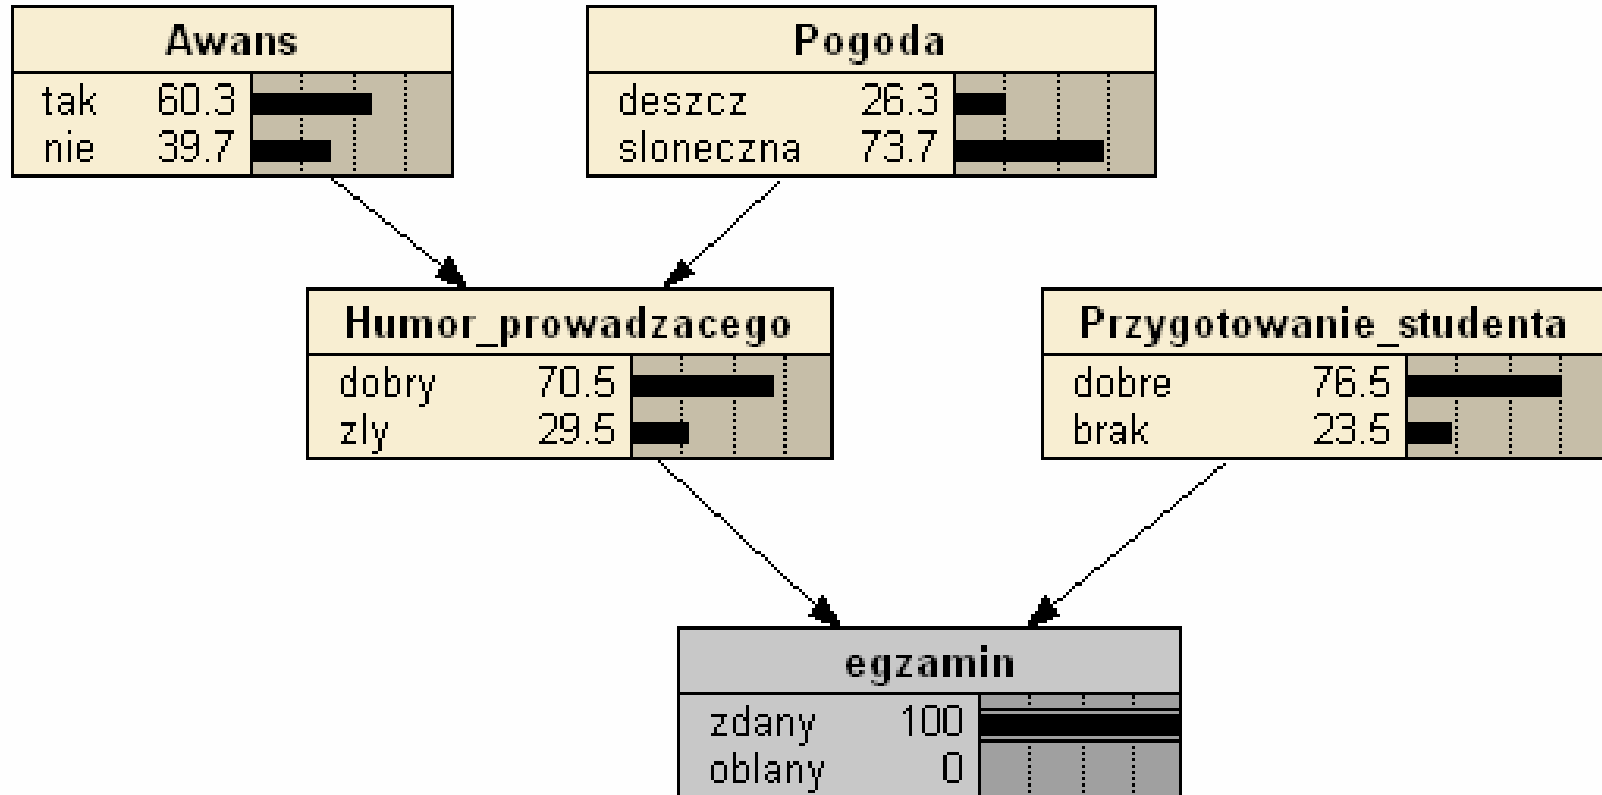 Awans
tak 60.3
nie 39.7
Pogoda
deszcz 26.3
sloneczna 73.7
Humor_prowadzacego
dobry 70.5
zly 29.5
Przygotowanie_studenta
dobre 76.5
brak 23.5
egzamin
zdany 100
oblany 0